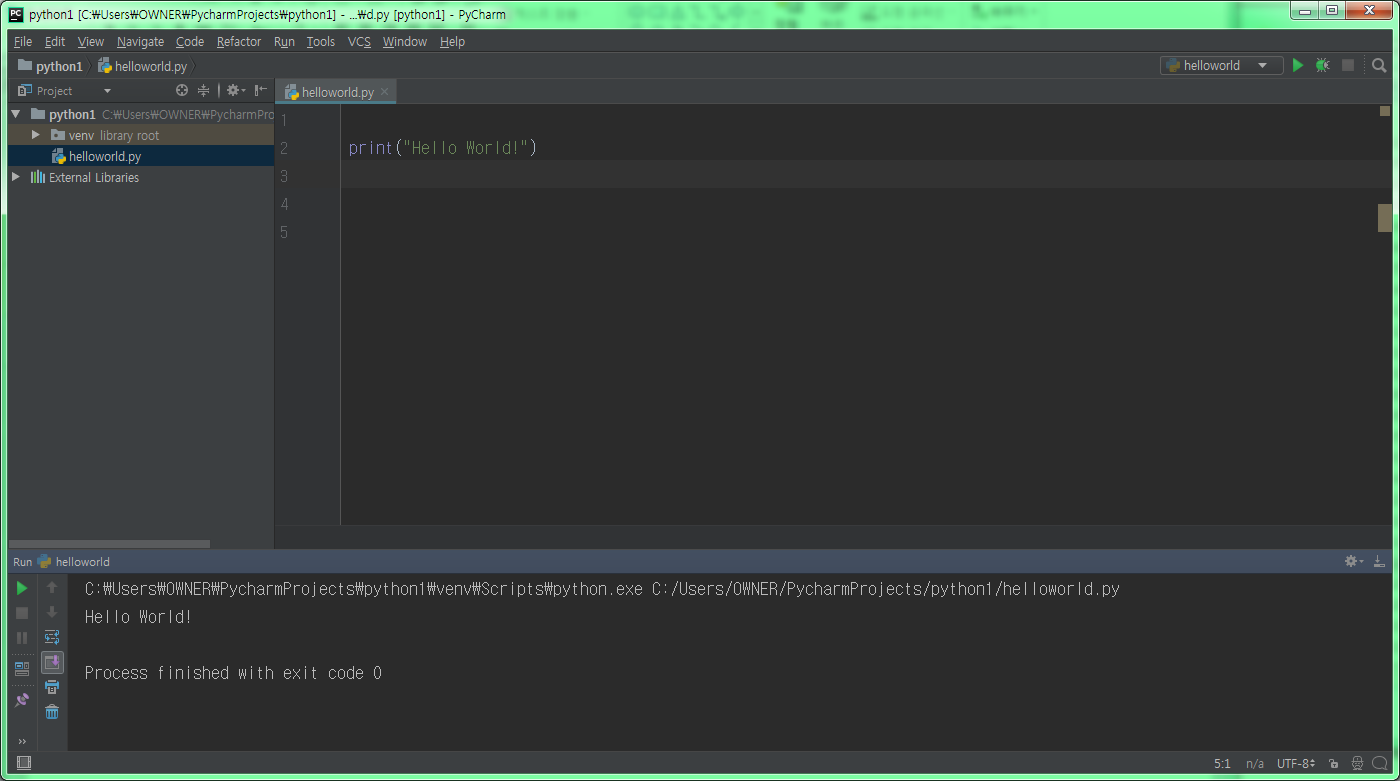 PC python1 [C:₩Users₩OWNER₩PycharmProjects₩python1] - ...₩d.py [python1] - PyCharm
File Edit View Navigate Code Refactor Run Tools VCS Window Help
python1 helloworld.py helloworld
Project helloworld.py
python1 C:₩Users₩OWNER₩PycharmPro
venv library root
helloworld.py
External Libraries
1
2 print("Hello World!")
3
4
5
Run helloworld
C:₩Users₩OWNER₩PycharmProjects₩python1₩venv₩Scripts₩python.exe C:/Users/OWNER/PycharmProjects/python1/helloworld.py
Hello World!
Process finished with exit code 0
5:1 n/a UTF-8